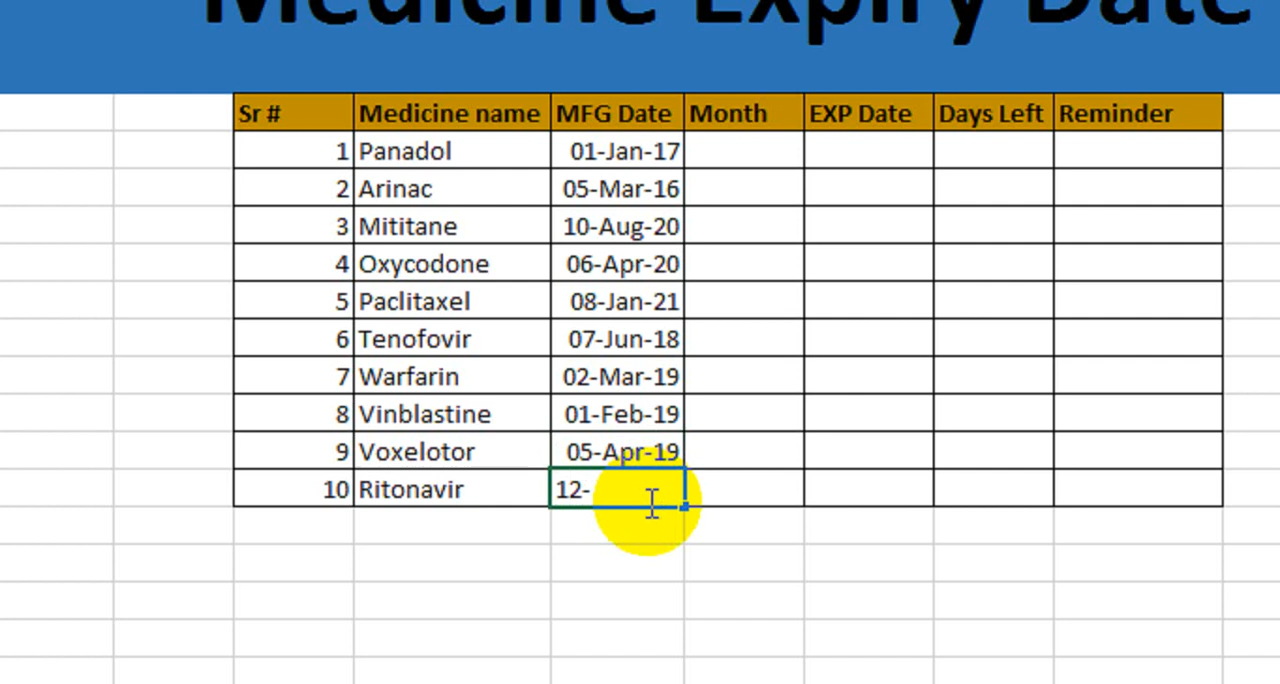 Medicine Expiry Date
Sr # Medicine name MFG Date Month EXP Date Days Left Reminder
1 Panadol 01-Jan-17
2 Arinac 05-Mar-16
3 Mititane 10-Aug-20
4 Oxycodone 06-Apr-20
5 Paclitaxel 08-Jan-21
6 Tenofovir 07-Jun-18
7 Warfarin 02-Mar-19
8 Vinblastine 01-Feb-19
9 Voxelotor 05-Apr-19
10 Ritonavir 12-